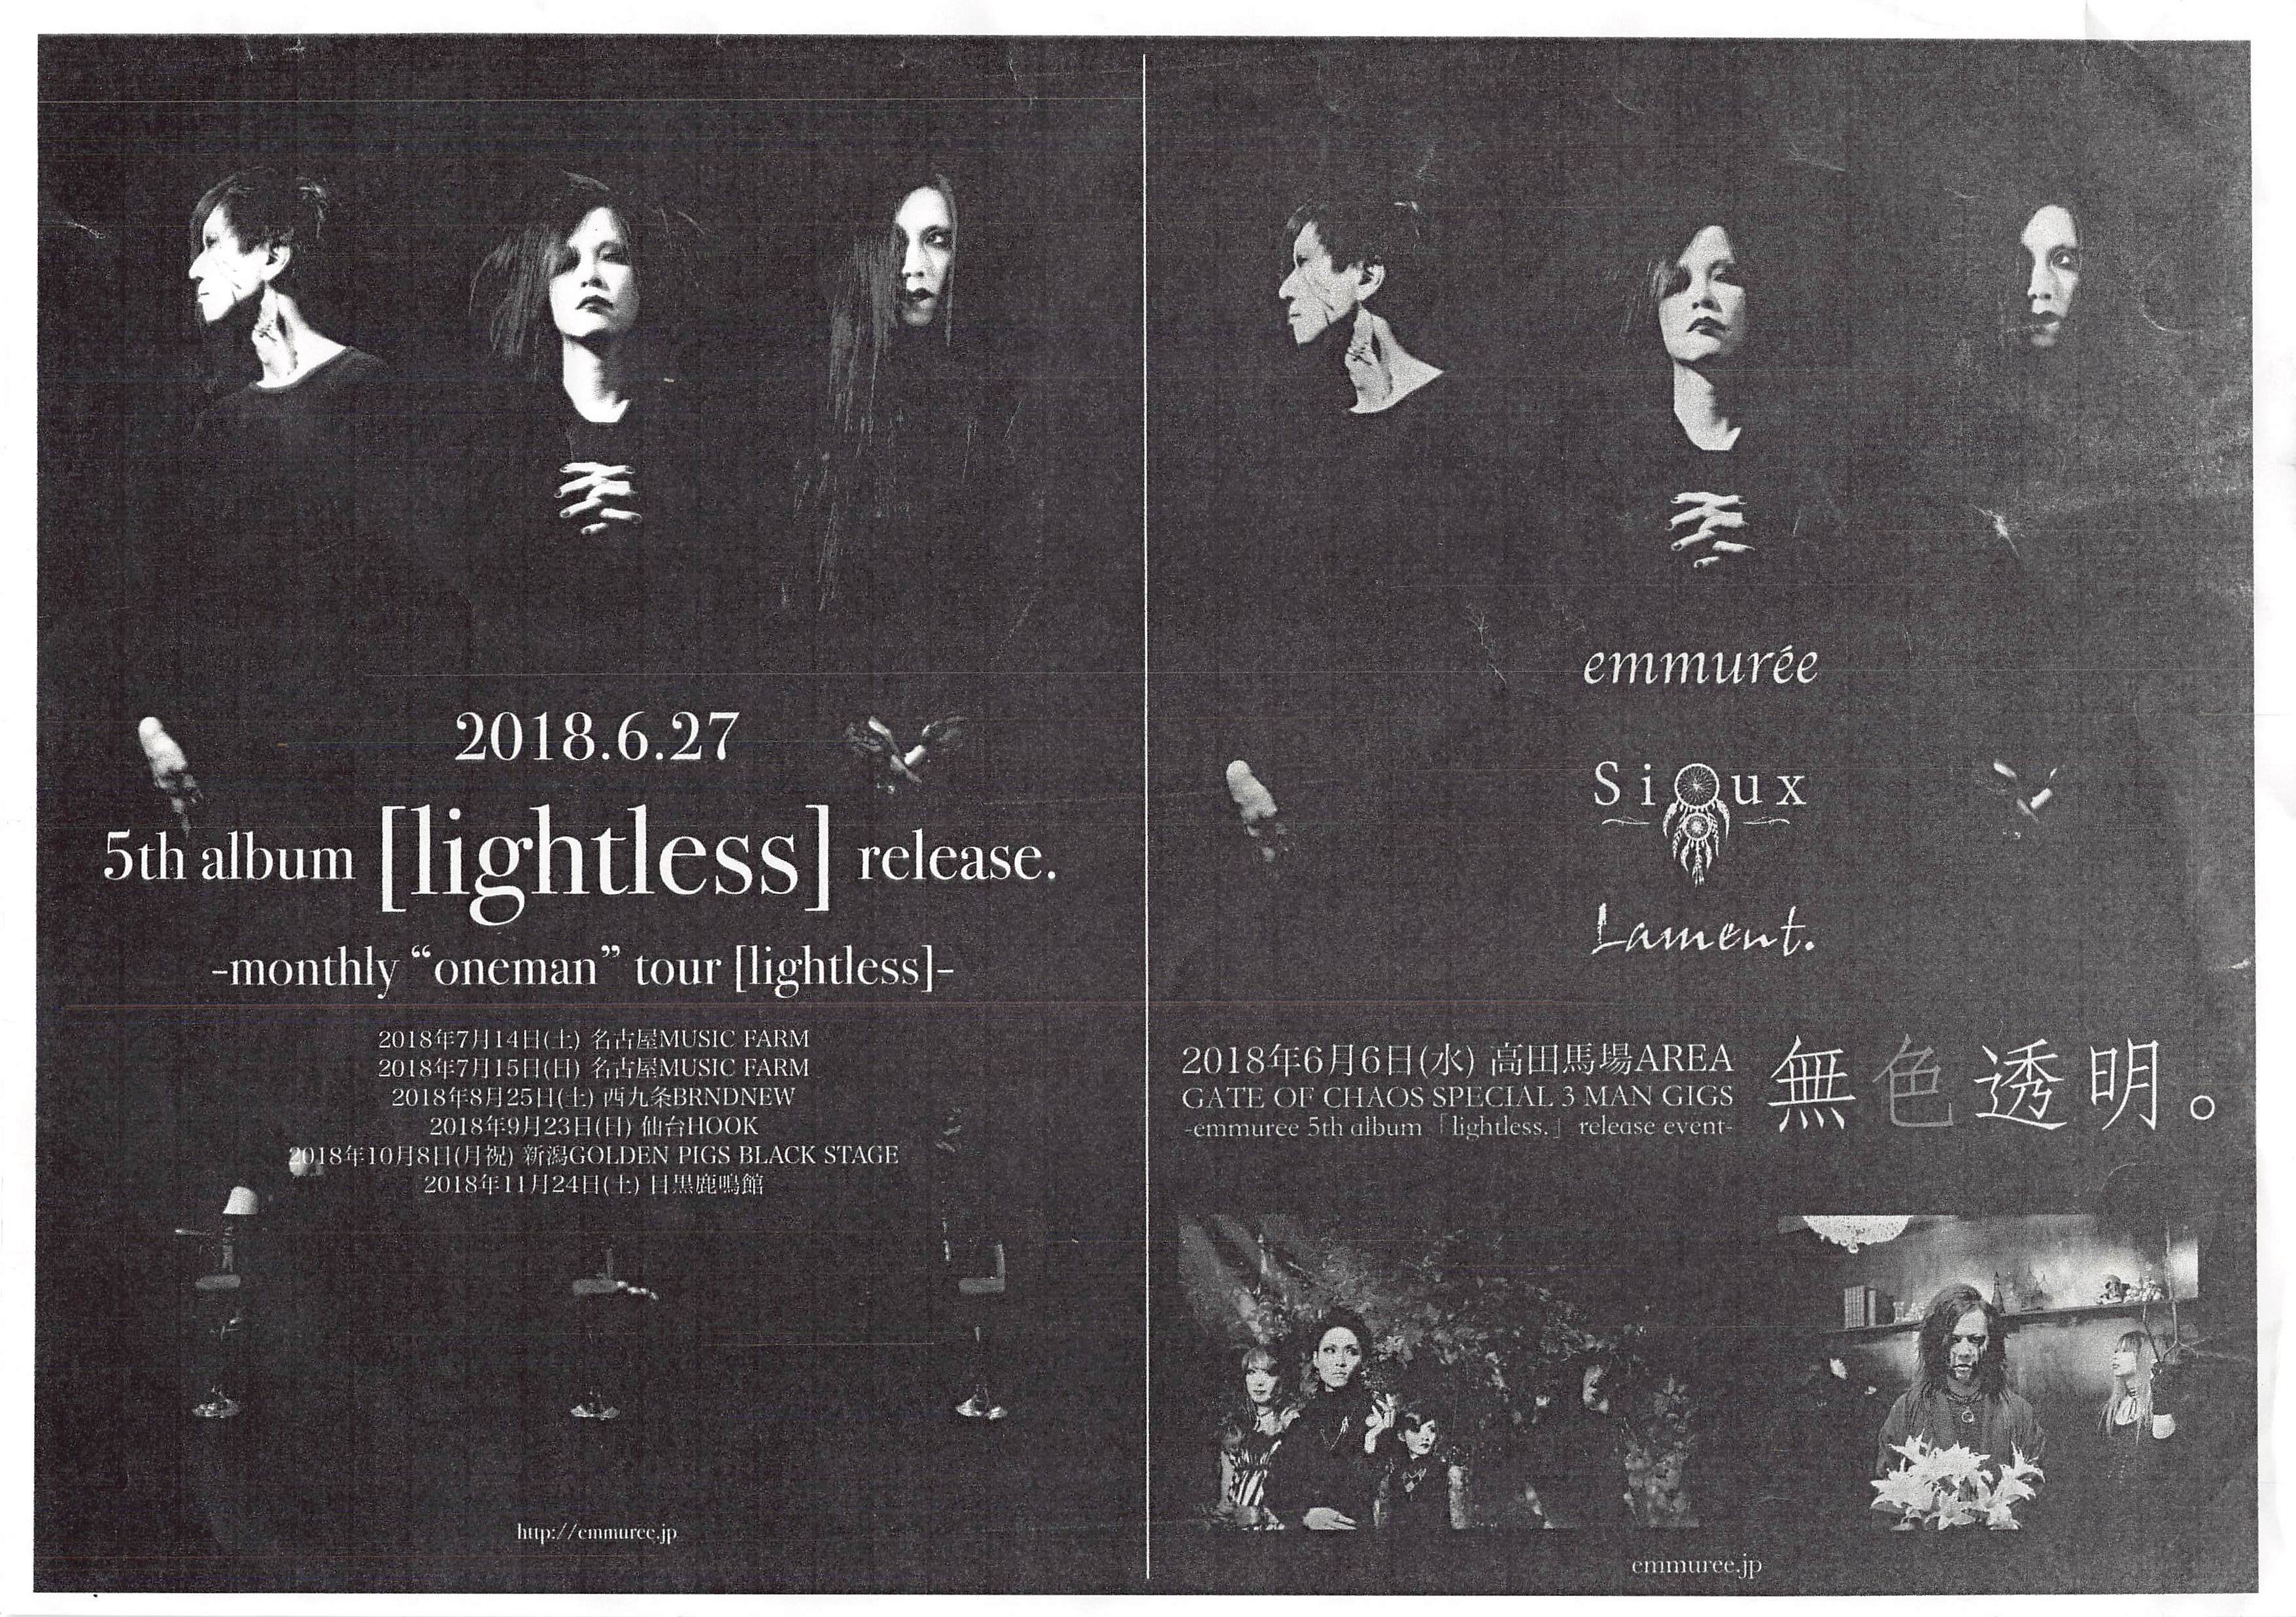 2018.6.27
5th album [lightless] release.
-monthly “oneman” tour [lightless]-
2018年7月14日(土) 名古屋MUSIC FARM
2018年7月15日(日) 名古屋MUSIC FARM
2018年8月25日(土) 西九条BRNDNEW
2018年9月23日(日) 仙台HOOK
2018年10月8日(月祝) 新潟GOLDEN PIGS BLACK STAGE
2018年11月24日(土) 目黒鹿鳴館
http://emmuree.jp
emmurée
Sioux
Lament.
2018年6月6日(水) 高田馬場AREA
GATE OF CHAOS SPECIAL 3 MAN GIGS
-emmuree 5th album「lightless.」release event-
無色透明。
emmuree.jp